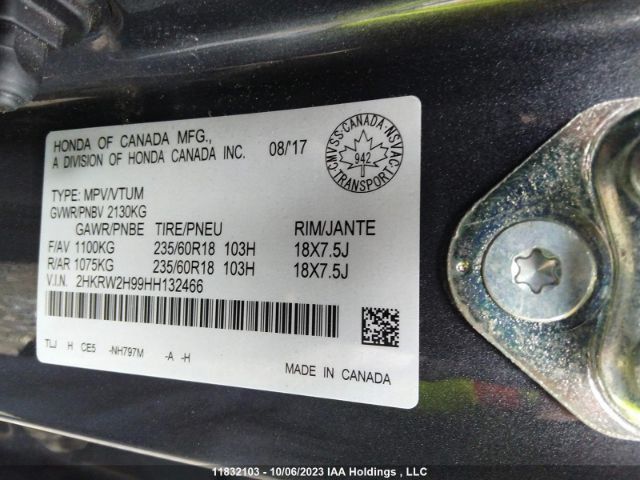 HONDA OF CANADA MFG.,
A DIVISION OF HONDA CANADA INC. 08/'17
CMVSS-CANADA-NSVAC
942
TRANSPORT
TYPE: MPV/VTUM
GVWR/PNBV 2130KG
GAWR/PNBE TIRE/PNEU RIM/JANTE
F/AV 1100KG 235/60R18 103H 18X7.5J
R/AR 1075KG 235/60R18 103H 18X7.5J
V.I.N. 2HKRW2H99HH132466
TLJ H CE5 -NH797M -A -H
MADE IN CANADA
11832103 - 10/06/2023 IAA Holdings , LLC